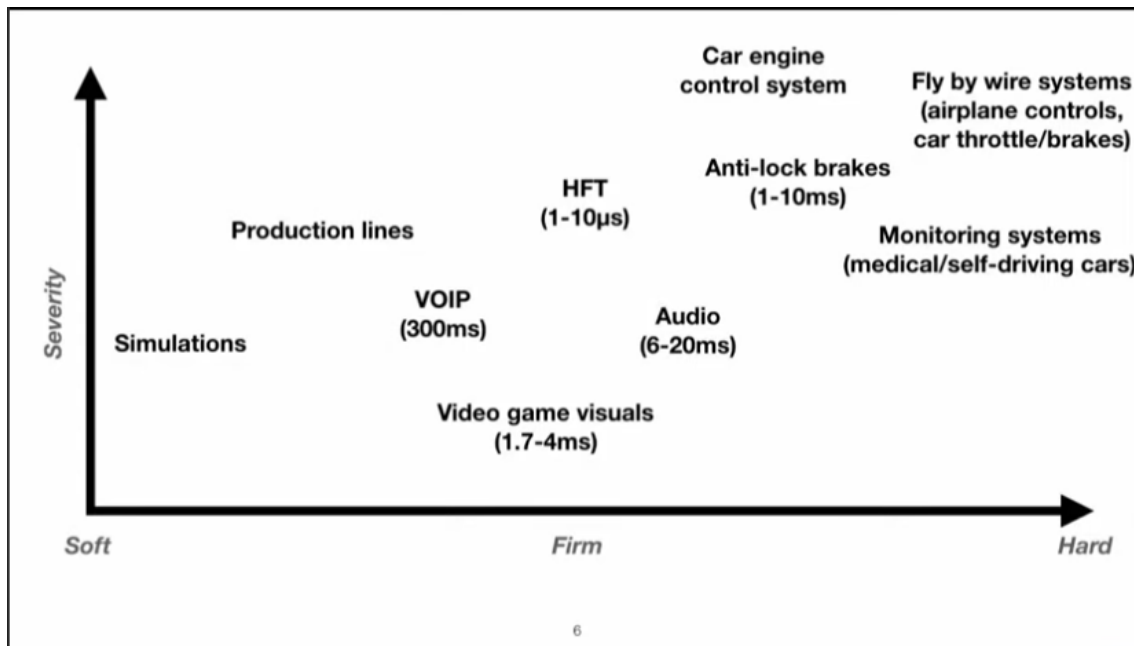 Car engine
control system
Fly by wire systems
(airplane controls,
car throttle/brakes)
Anti-lock brakes
(1-10ms)
HFT
(1-10µs)
Production lines
Monitoring systems
(medical/self-driving cars)
VOIP
(300ms)
Audio
(6-20ms)
Simulations
Severity
Video game visuals
(1.7-4ms)
Soft
Firm
Hard
6